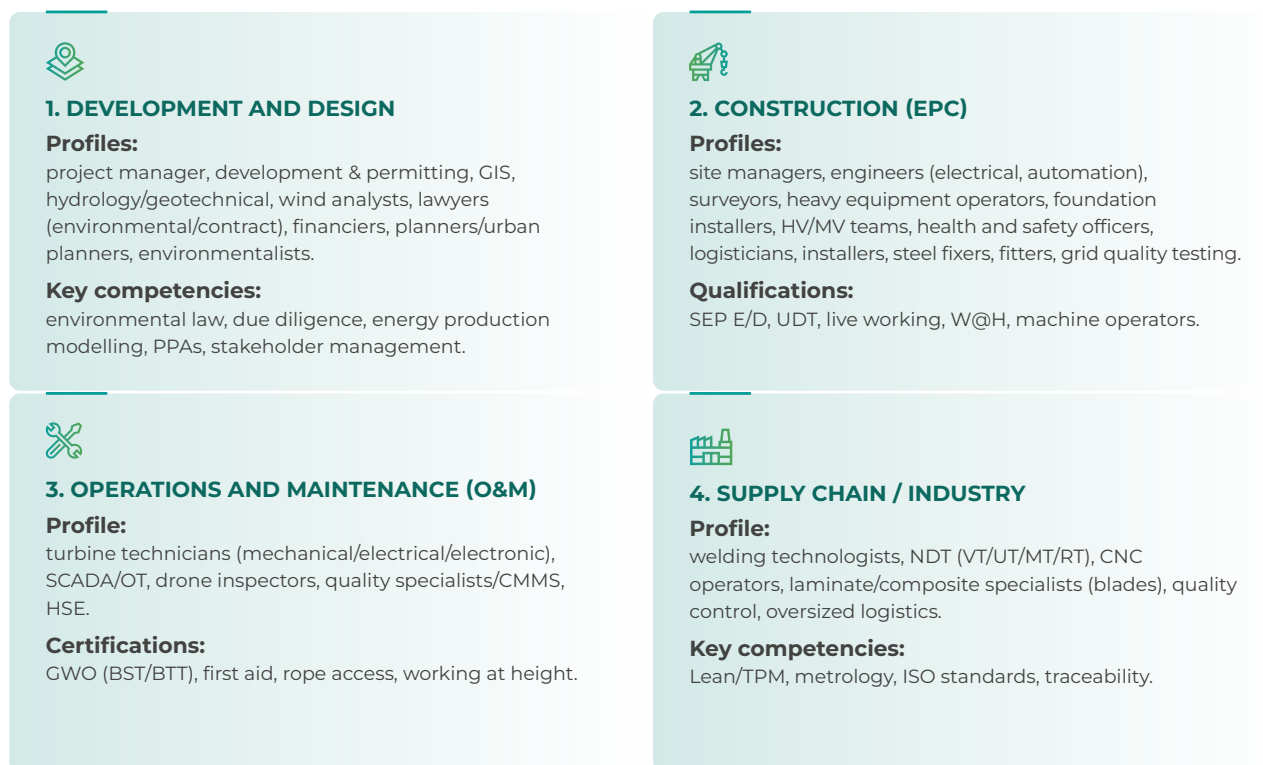 1. DEVELOPMENT AND DESIGN
Profiles:
project manager, development & permitting, GIS,
hydrology/geotechnical, wind analysts, lawyers
(environmental/contract), financiers, planners/urban
planners, environmentalists.
Key competencies:
environmental law, due diligence, energy production
modelling, PPAs, stakeholder management.
2. CONSTRUCTION (EPC)
Profiles:
site managers, engineers (electrical, automation),
surveyors, heavy equipment operators, foundation
installers, HV/MV teams, health and safety officers,
logisticians, installers, steel fixers, fitters, grid quality testing.
Qualifications:
SEP E/D, UDT, live working, W@H, machine operators.
3. OPERATIONS AND MAINTENANCE (O&M)
Profile:
turbine technicians (mechanical/electrical/electronic),
SCADA/OT, drone inspectors, quality specialists/CMMS,
HSE.
Certifications:
GWO (BST/BTT), first aid, rope access, working at height.
4. SUPPLY CHAIN / INDUSTRY
Profile:
welding technologists, NDT (VT/UT/MT/RT), CNC
operators, laminate/composite specialists (blades), quality
control, oversized logistics.
Key competencies:
Lean/TPM, metrology, ISO standards, traceability.